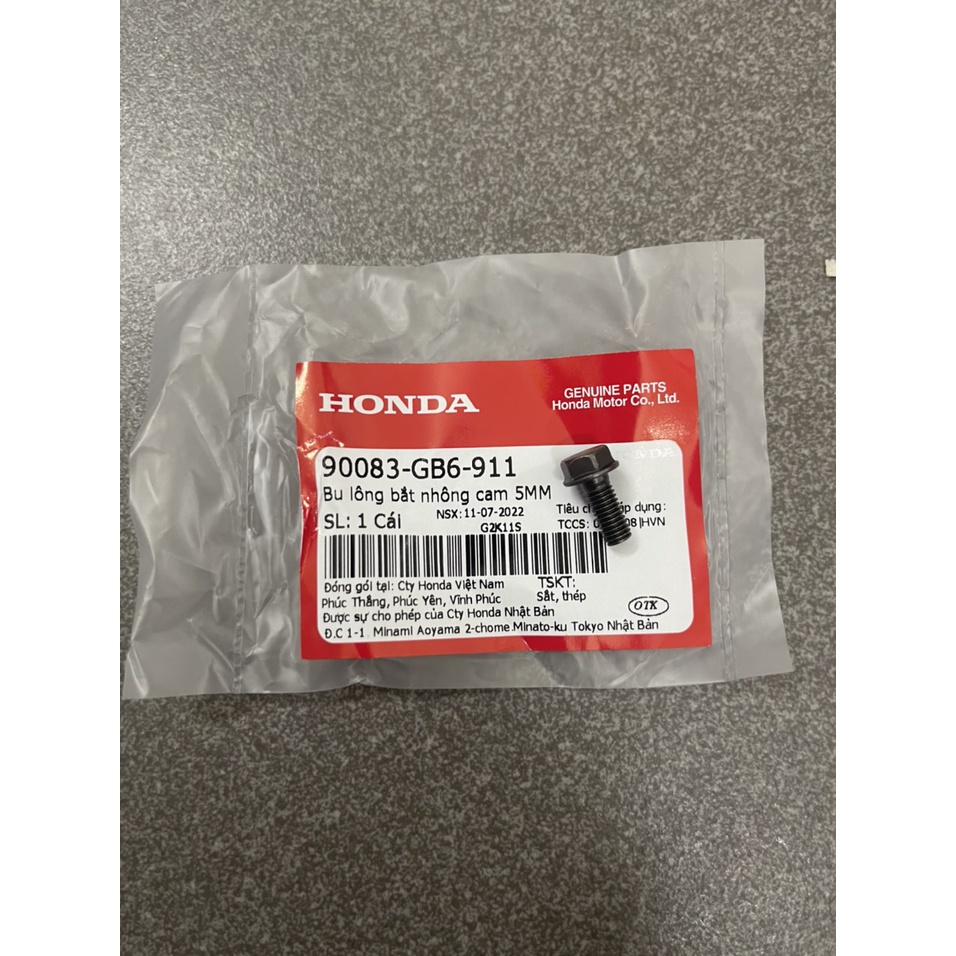 HONDA
GENUINE PARTS
Honda Motor Co., Ltd.
90083-GB6-911
Bu lông bắt nhông cam 5MM
SL: 1 Cái
NSX: 11-07-2022
G2K11S
Tiêu dụng:
TCCS: 08|HVN
Đóng gói tại: Cty Honda Việt Nam
Phúc Thắng, Phúc Yên, Vĩnh Phúc
TSKT:
Sắt, thép
Được sự cho phép của Cty Honda Nhật Bản
Đ.C 1-1 Minami Aoyama 2-chome.Minato-ku Tokyo Nhật Bản
OTK